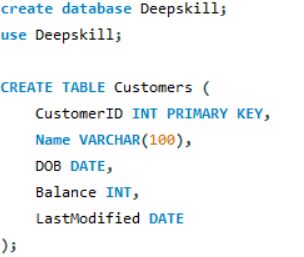 create database Deepskill;
use Deepskill;
CREATE TABLE Customers (
CustomerID INT PRIMARY KEY,
Name VARCHAR(100),
DOB DATE,
Balance INT,
LastModified DATE
);